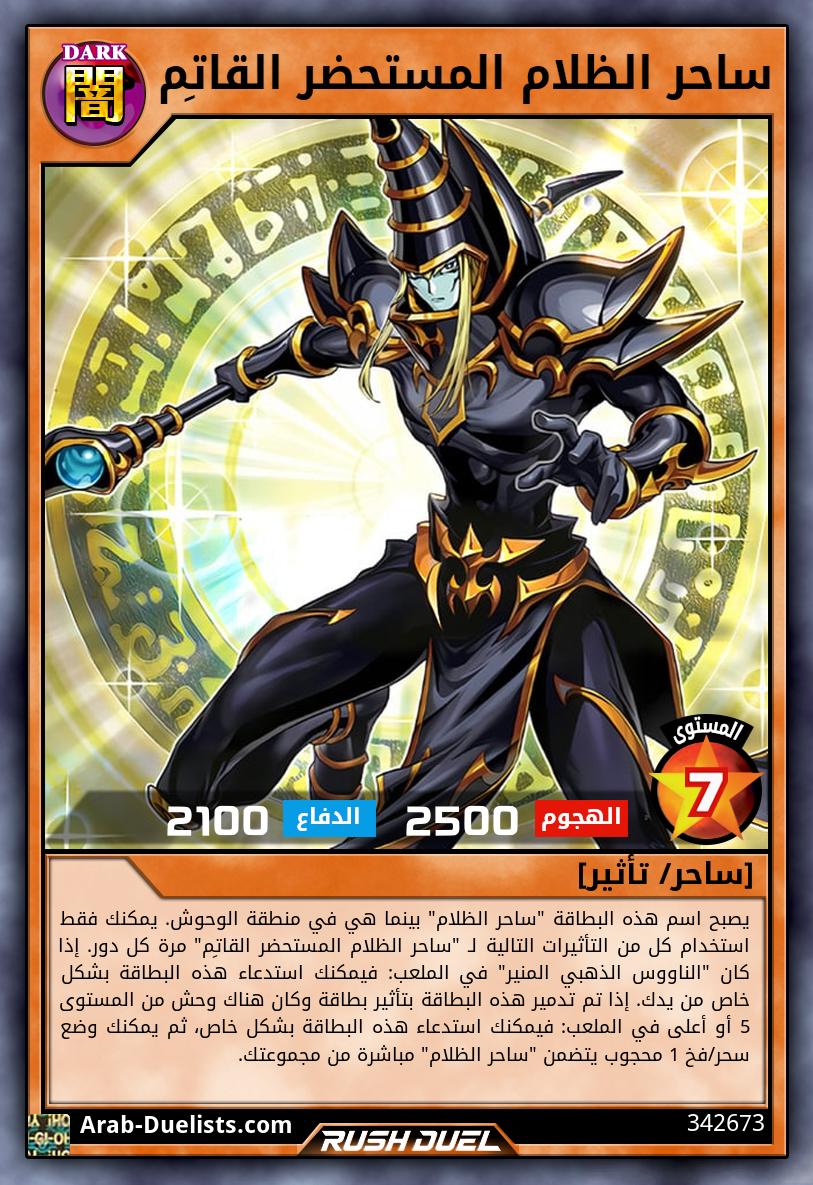 DARK
闇
ساحر الظلام المستحضر القاتِم
المستوى
7
الهجوم 2500 الدفاع 2100
[ساحر/ تأثير]
يصبح اسم هذه البطاقة "ساحر الظلام" بينما هي في منطقة الوحوش. يمكنك فقط
استخدام كل من التأثيرات التالية لـ "ساحر الظلام المستحضر القاتِم" مرة كل دور. إذا
كان "الناووس الذهبي المنير" في الملعب: فيمكنك استدعاء هذه البطاقة بشكل
خاص من يدك. إذا تم تدمير هذه البطاقة بتأثير بطاقة وكان هناك وحش من المستوى
5 أو أعلى في الملعب: فيمكنك استدعاء هذه البطاقة بشكل خاص، ثم يمكنك وضع
سحر/فخ 1 محجوب يتضمن "ساحر الظلام" مباشرة من مجموعتك.
Arab-Duelists.com
RUSH DUEL
342673